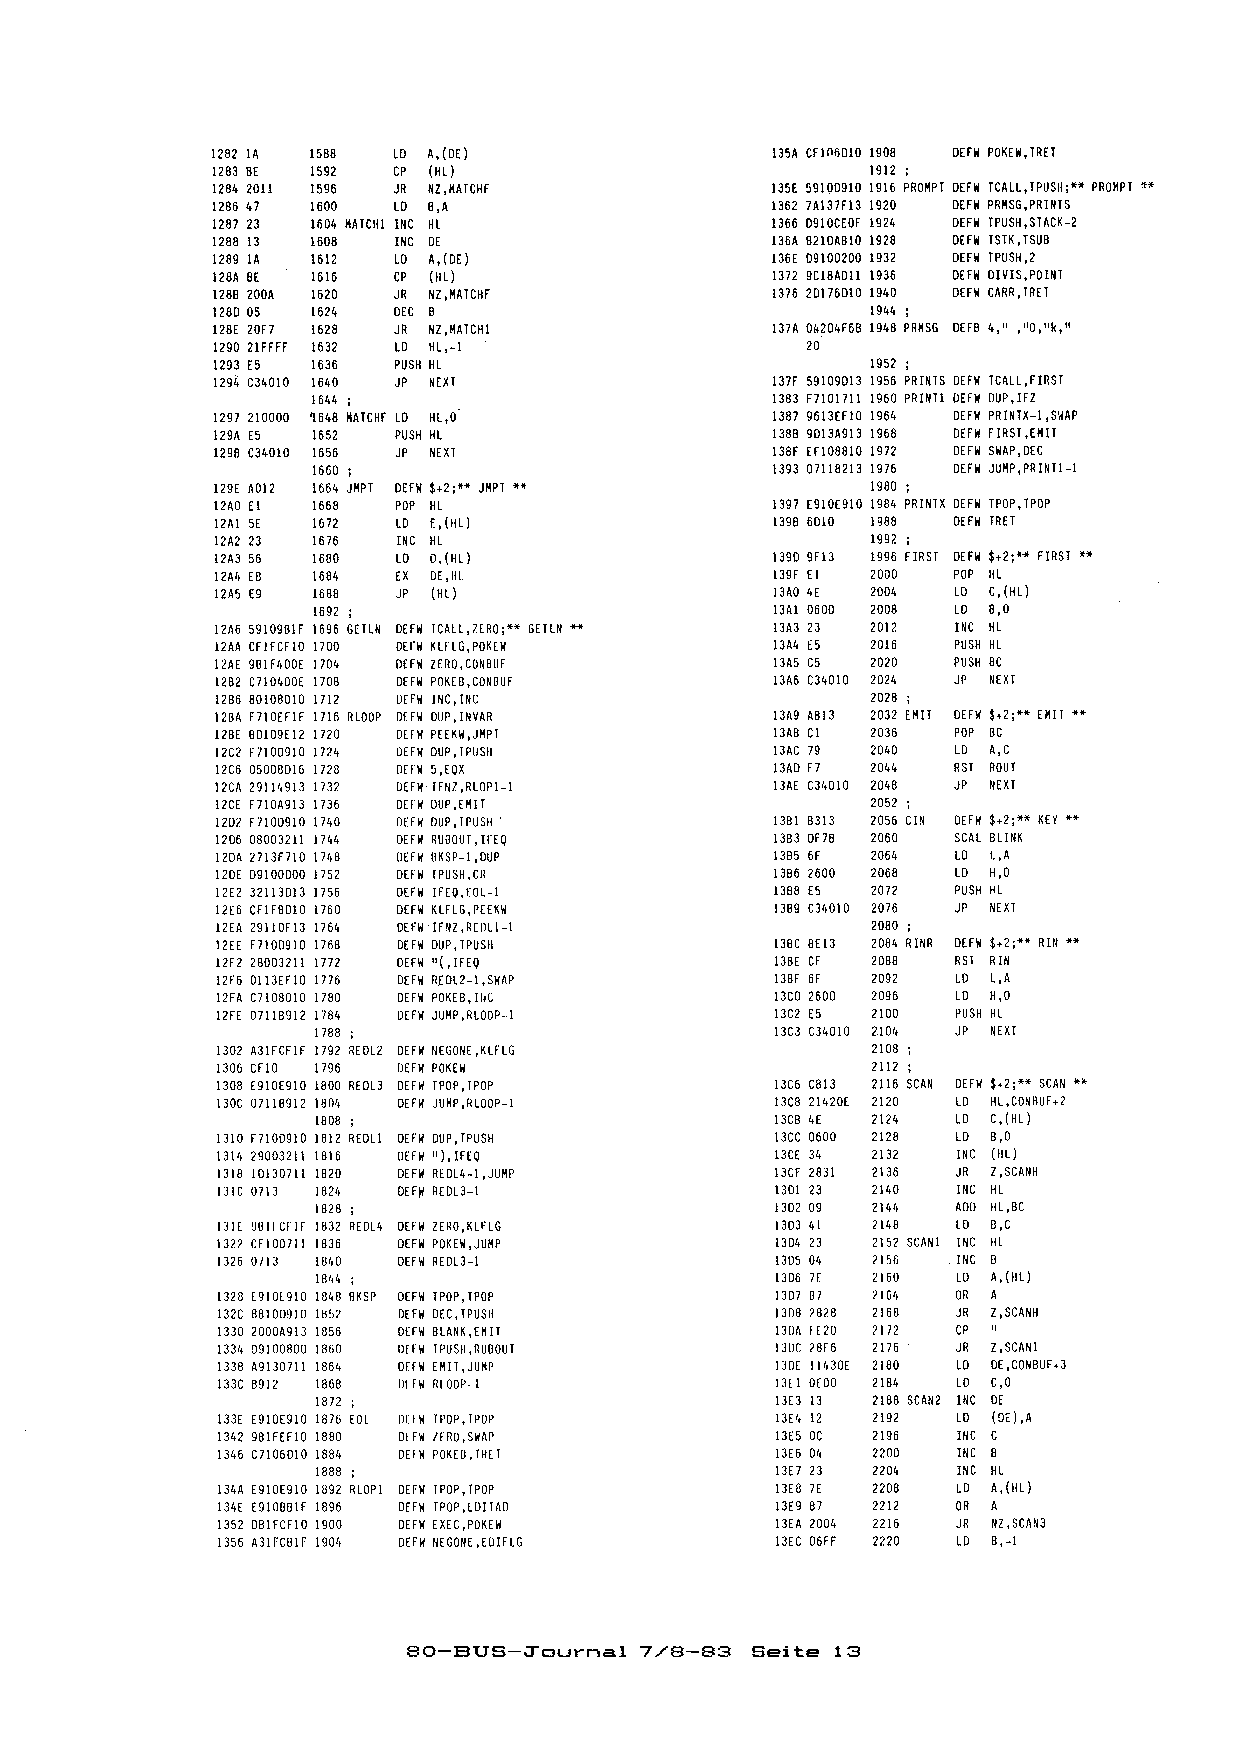 1282 1A 1588 LD A,(DE)
1283 BE 1592 CP (HL)
1284 2011 1596 JR NZ,MATCHF
1286 47 1600 LD B,A
1287 23 1604 MATCH1 INC HL
1288 13 1608 INC DE
1289 1A 1612 LD A,(DE)
128A BE 1616 CP (HL)
128B 200A 1620 JR NZ,MATCHF
128D 05 1624 DEC B
128E 20F7 1628 JR NZ,MATCH1
1290 21FFFF 1632 LD HL,-1
1293 E5 1636 PUSH HL
1294 C34010 1640 JP NEXT
1644 ;
1297 210000 1648 MATCHF LD HL,0
129A E5 1652 PUSH HL
129B C34010 1656 JP NEXT
1660 ;
129E A012 1664 JMPT DEFW $+2;** JMPT **
12A0 E1 1668 POP HL
12A1 5E 1672 LD E,(HL)
12A2 23 1676 INC HL
12A3 56 1680 LD D,(HL)
12A4 EB 1684 EX DE,HL
12A5 E9 1688 JP (HL)
1692 ;
12A6 59109B1F 1696 GETLN DEFW TCALL,ZERO;** GETLN **
12AA CF1FCF10 1700 DEFW KLFLG,POKEW
12AE 9B1F400E 1704 DEFW ZERO,CONBUF
12B2 C710400E 1708 DEFW POKEB,CONBUF
12B6 80108010 1712 DEFW INC,INC
12BA F710EF1F 1716 RLOOP DEFW DUP,INVAR
12BE BD109E12 1720 DEFW PEEKW,JMPT
12C2 F710D910 1724 DEFW DUP,TPUSH
12C6 0500BD16 1728 DEFW 5,EQX
12CA 29114913 1732 DEFW IFNZ,RLOP1-1
12CE F710A913 1736 DEFW DUP,EMIT
12D2 F710D910 1740 DEFW DUP,TPUSH
12D6 08003211 1744 DEFW RUBOUT,IFEQ
12DA 2713F710 1748 DEFW BKSP-1,DUP
12DE D9100D00 1752 DEFW TPUSH,CR
12E2 32113D13 1756 DEFW IFEQ,EOL-1
12E6 CF1FBD10 1760 DEFW KLFLG,PEEKW
12EA 29110F13 1764 DEFW IFNZ,REDL1-1
12EE F710D910 1768 DEFW DUP,TPUSH
12F2 28003211 1772 DEFW "(,IFEQ
12F6 0113EF10 1776 DEFW REDL2-1,SWAP
12FA C7108010 1780 DEFW POKEB,INC
12FE 0711B912 1784 DEFW JUMP,RLOOP-1
1788 ;
1302 A31FCF1F 1792 REDL2 DEFW NEGONE,KLFLG
1306 CF10 1796 DEFW POKEW
1308 E910E910 1800 REDL3 DEFW TPOP,TPOP
130C 0711B912 1804 DEFW JUMP,RLOOP-1
1808 ;
1310 F710D910 1812 REDL1 DEFW DUP,TPUSH
1314 29003211 1816 DEFW "),IFEQ
1318 1D130711 1820 DEFW REDL4-1,JUMP
131C 0713 1824 DEFW REDL3-1
1828 ;
131E 9B1FCF1F 1832 REDL4 DEFW ZERO,KLFLG
1322 CF100711 1836 DEFW POKEW,JUMP
1326 0713 1840 DEFW REDL3-1
1844 ;
1328 E910E910 1848 BKSP DEFW TPOP,TPOP
132C 8810D910 1852 DEFW DEC,TPUSH
1330 2000A913 1856 DEFW BLANK,EMIT
1334 D9100800 1860 DEFW TPUSH,RUBOUT
1338 A9130711 1864 DEFW EMIT,JUMP
133C B912 1868 DEFW RLOOP-1
1872 ;
133E E910E910 1876 EOL DEFW TPOP,TPOP
1342 9B1FEF10 1880 DEFW ZERO,SWAP
1346 C7106D10 1884 DEFW POKEB,TRET
1888 ;
134A E910E910 1892 RLOP1 DEFW TPOP,TPOP
134E E910BB1F 1896 DEFW TPOP,EDITAD
1352 DB1FCF10 1900 DEFW EXEC,POKEW
1356 A31FCB1F 1904 DEFW NEGONE,EDIFLG
135A CF106D10 1908 DEFW POKEW,TRET
1912 ;
135E 5910D910 1916 PROMPT DEFW TCALL,TPUSH;** PROMPT **
1362 7A137F13 1920 DEFW PRMSG,PRINTS
1366 D910CE0F 1924 DEFW TPUSH,STACK-2
136A 8210AB10 1928 DEFW TSTK,TSUB
136E D9100200 1932 DEFW TPUSH,2
1372 9C18AD11 1936 DEFW DIVIS,POINT
1376 2D176D10 1940 DEFW CARR,TRET
1944 ;
137A 04204F6B 1948 PRMSG DEFB 4," ,"O,"k,"
20
1952 ;
137F 59109D13 1956 PRINTS DEFW TCALL,FIRST
1383 F7101711 1960 PRINT1 DEFW DUP,IFZ
1387 9613EF10 1964 DEFW PRINTX-1,SWAP
138B 9D13A913 1968 DEFW FIRST,EMIT
138F EF108810 1972 DEFW SWAP,DEC
1393 07118213 1976 DEFW JUMP,PRINT1-1
1980 ;
1397 E910E910 1984 PRINTX DEFW TPOP,TPOP
139B 6D10 1988 DEFW TRET
1992 ;
139D 9F13 1996 FIRST DEFW $+2;** FIRST **
139F E1 2000 POP HL
13A0 4E 2004 LD C,(HL)
13A1 0600 2008 LD B,0
13A3 23 2012 INC HL
13A4 E5 2016 PUSH HL
13A5 C5 2020 PUSH BC
13A6 C34010 2024 JP NEXT
2028 ;
13A9 AB13 2032 EMIT DEFW $+2;** EMIT **
13AB C1 2036 POP BC
13AC 79 2040 LD A,C
13AD F7 2044 RST ROUT
13AE C34010 2048 JP NEXT
2052 ;
13B1 B313 2056 CIN DEFW $+2;** KEY **
13B3 DF7B 2060 SCAL BLINK
13B5 6F 2064 LD L,A
13B6 2600 2068 LD H,0
13B8 E5 2072 PUSH HL
13B9 C34010 2076 JP NEXT
2080 ;
13BC BE13 2084 RINR DEFW $+2;** RIN **
13BE CF 2088 RST RIN
13BF 6F 2092 LD L,A
13C0 2600 2096 LD H,0
13C2 E5 2100 PUSH HL
13C3 C34010 2104 JP NEXT
2108 ;
2112 ;
13C6 C813 2116 SCAN DEFW $+2;** SCAN **
13C8 21420E 2120 LD HL,CONBUF+2
13CB 4E 2124 LD C,(HL)
13CC 0600 2128 LD B,0
13CE 34 2132 INC (HL)
13CF 2831 2136 JR Z,SCANH
13D1 23 2140 INC HL
13D2 09 2144 ADD HL,BC
13D3 41 2148 LD B,C
13D4 23 2152 SCAN1 INC HL
13D5 04 2156 INC B
13D6 7E 2160 LD A,(HL)
13D7 B7 2164 OR A
13D8 2828 2168 JR Z,SCANH
13DA FE20 2172 CP "
13DC 28F6 2176 JR Z,SCAN1
13DE 11430E 2180 LD DE,CONBUF+3
13E1 0E00 2184 LD C,0
13E3 13 2188 SCAN2 INC DE
13E4 12 2192 LD (DE),A
13E5 0C 2196 INC C
13E6 04 2200 INC B
13E7 23 2204 INC HL
13E8 7E 2208 LD A,(HL)
13E9 B7 2212 OR A
13EA 2004 2216 JR NZ,SCAN3
13EC 06FF 2220 LD B,-1
80-BUS-Journal 7/8-83 Seite 13